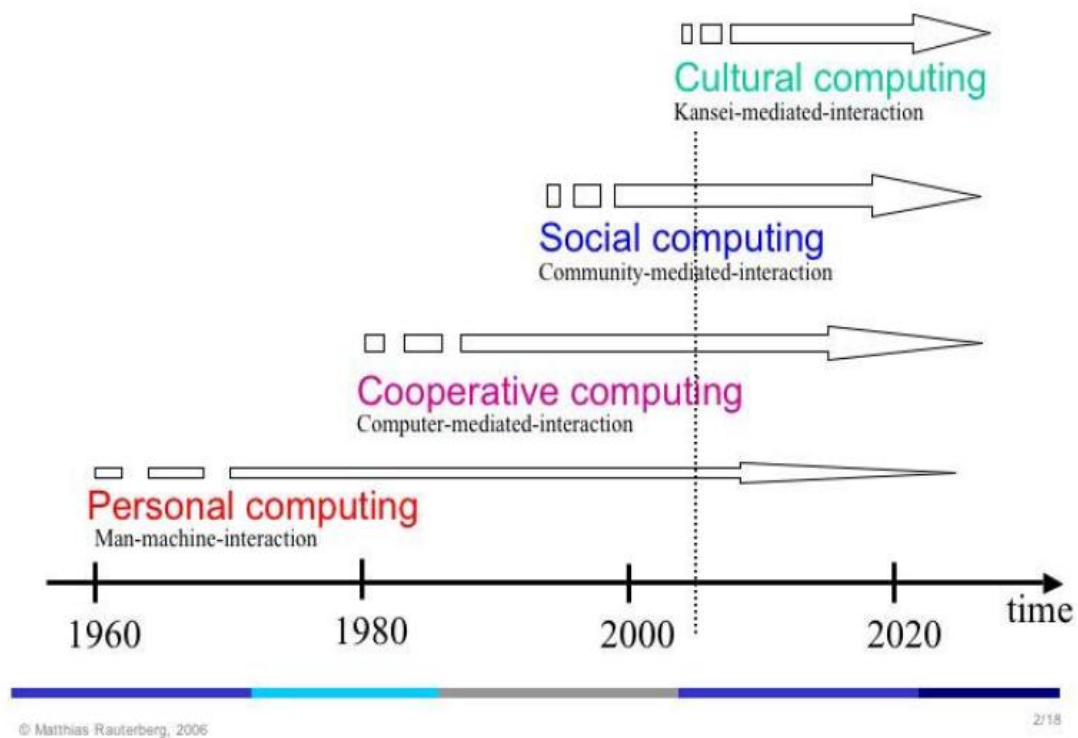 Cultural computing
Kansei-mediated-interaction
Social computing
Community-mediated-interaction
Cooperative computing
Computer-mediated-interaction
Personal computing
Man-machine-interaction
time
1960 1980 2000 2020
© Matthias Rauterberg, 2006
2/18